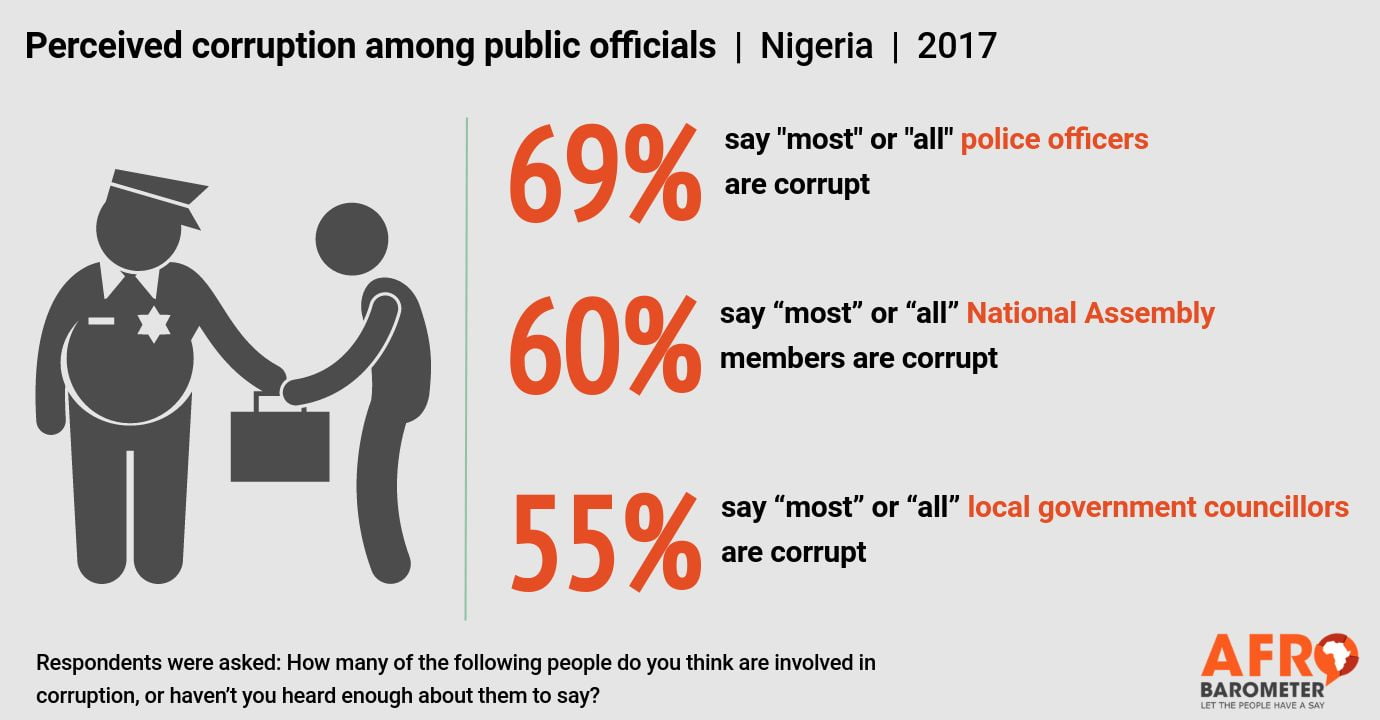 Perceived corruption among public officials | Nigeria | 2017
69%
say "most" or "all" police officers
are corrupt
60%
say “most” or “all” National Assembly
members are corrupt
55%
say “most” or “all” local government councillors
are corrupt
Respondents were asked: How many of the following people do you think are involved in
corruption, or haven’t you heard enough about them to say?
AFRO
BAROMETER
LET THE PEOPLE HAVE A SAY